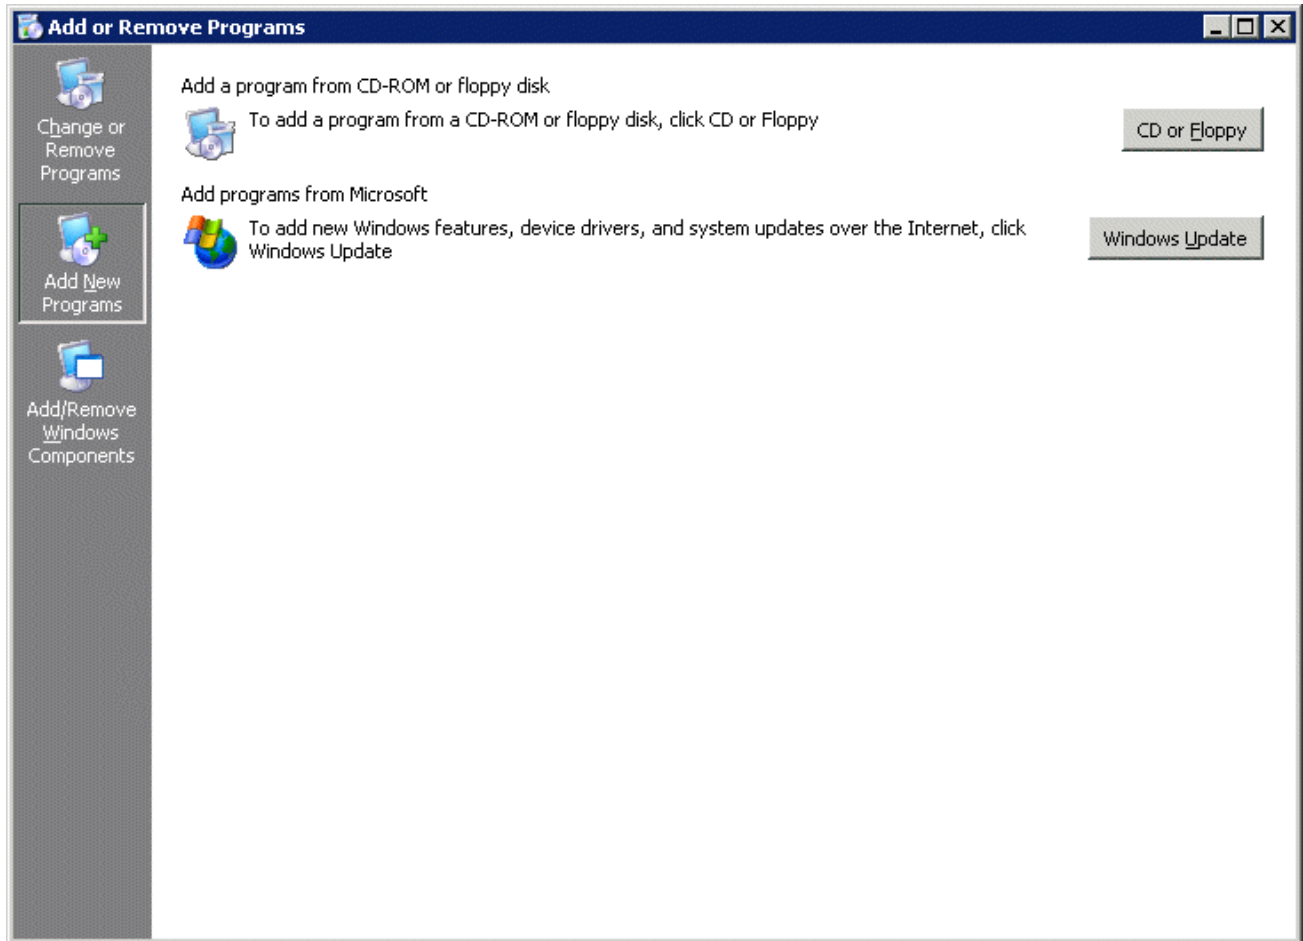 Add or Remove Programs
Change or
Remove
Programs
Add New
Programs
Add/Remove
Windows
Components
Add a program from CD-ROM or floppy disk
To add a program from a CD-ROM or floppy disk, click CD or Floppy
CD or Floppy
Add programs from Microsoft
To add new Windows features, device drivers, and system updates over the Internet, click
Windows Update
Windows Update